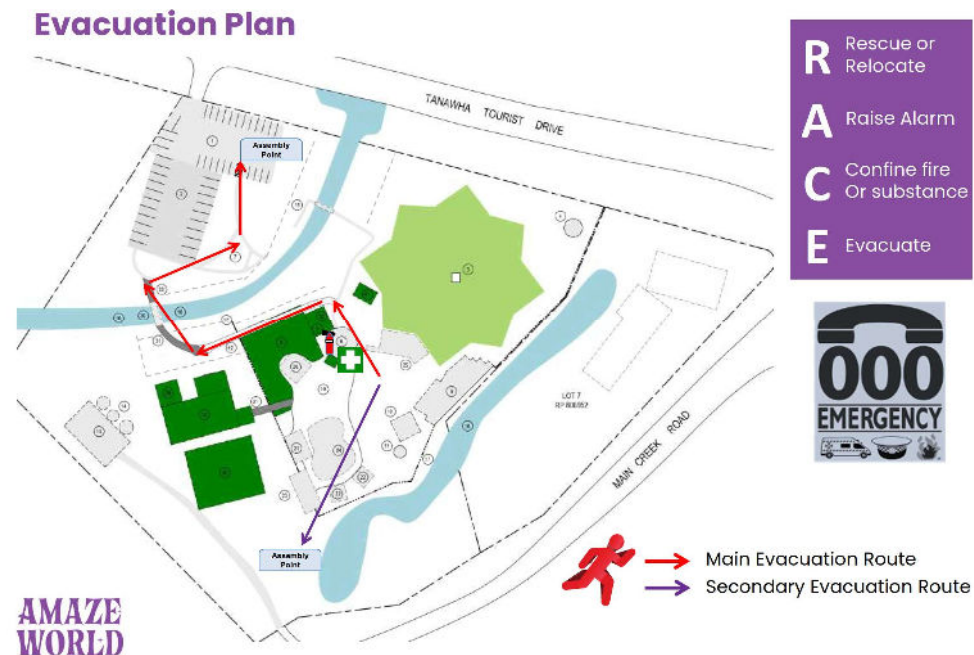 Evacuation Plan
R Rescue or
Relocate
A Raise Alarm
C Confine fire
Or substance
E Evacuate
TANAWHA TOURIST DRIVE
Assembly
Point
000
EMERGENCY
LOT 7
MAIN CREEK ROAD
Assembly
Point
Main Evacuation Route
Secondary Evacuation Route
AMAZE
WORLD